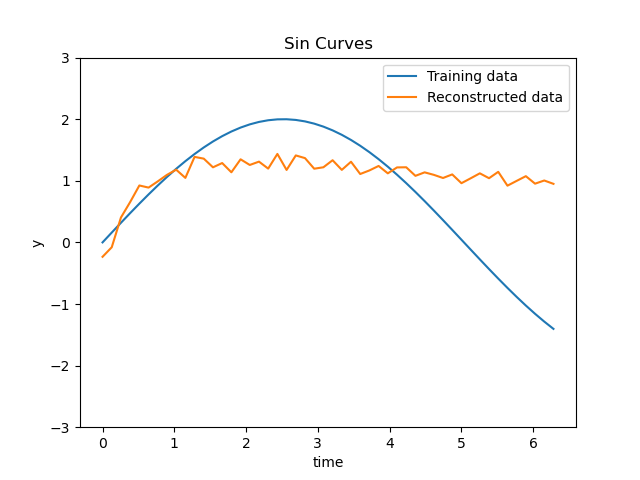 Sin Curves
Training data
Reconstructed data
3
2
1
0
−1
−2
−3
y
0 1 2 3 4 5 6
time